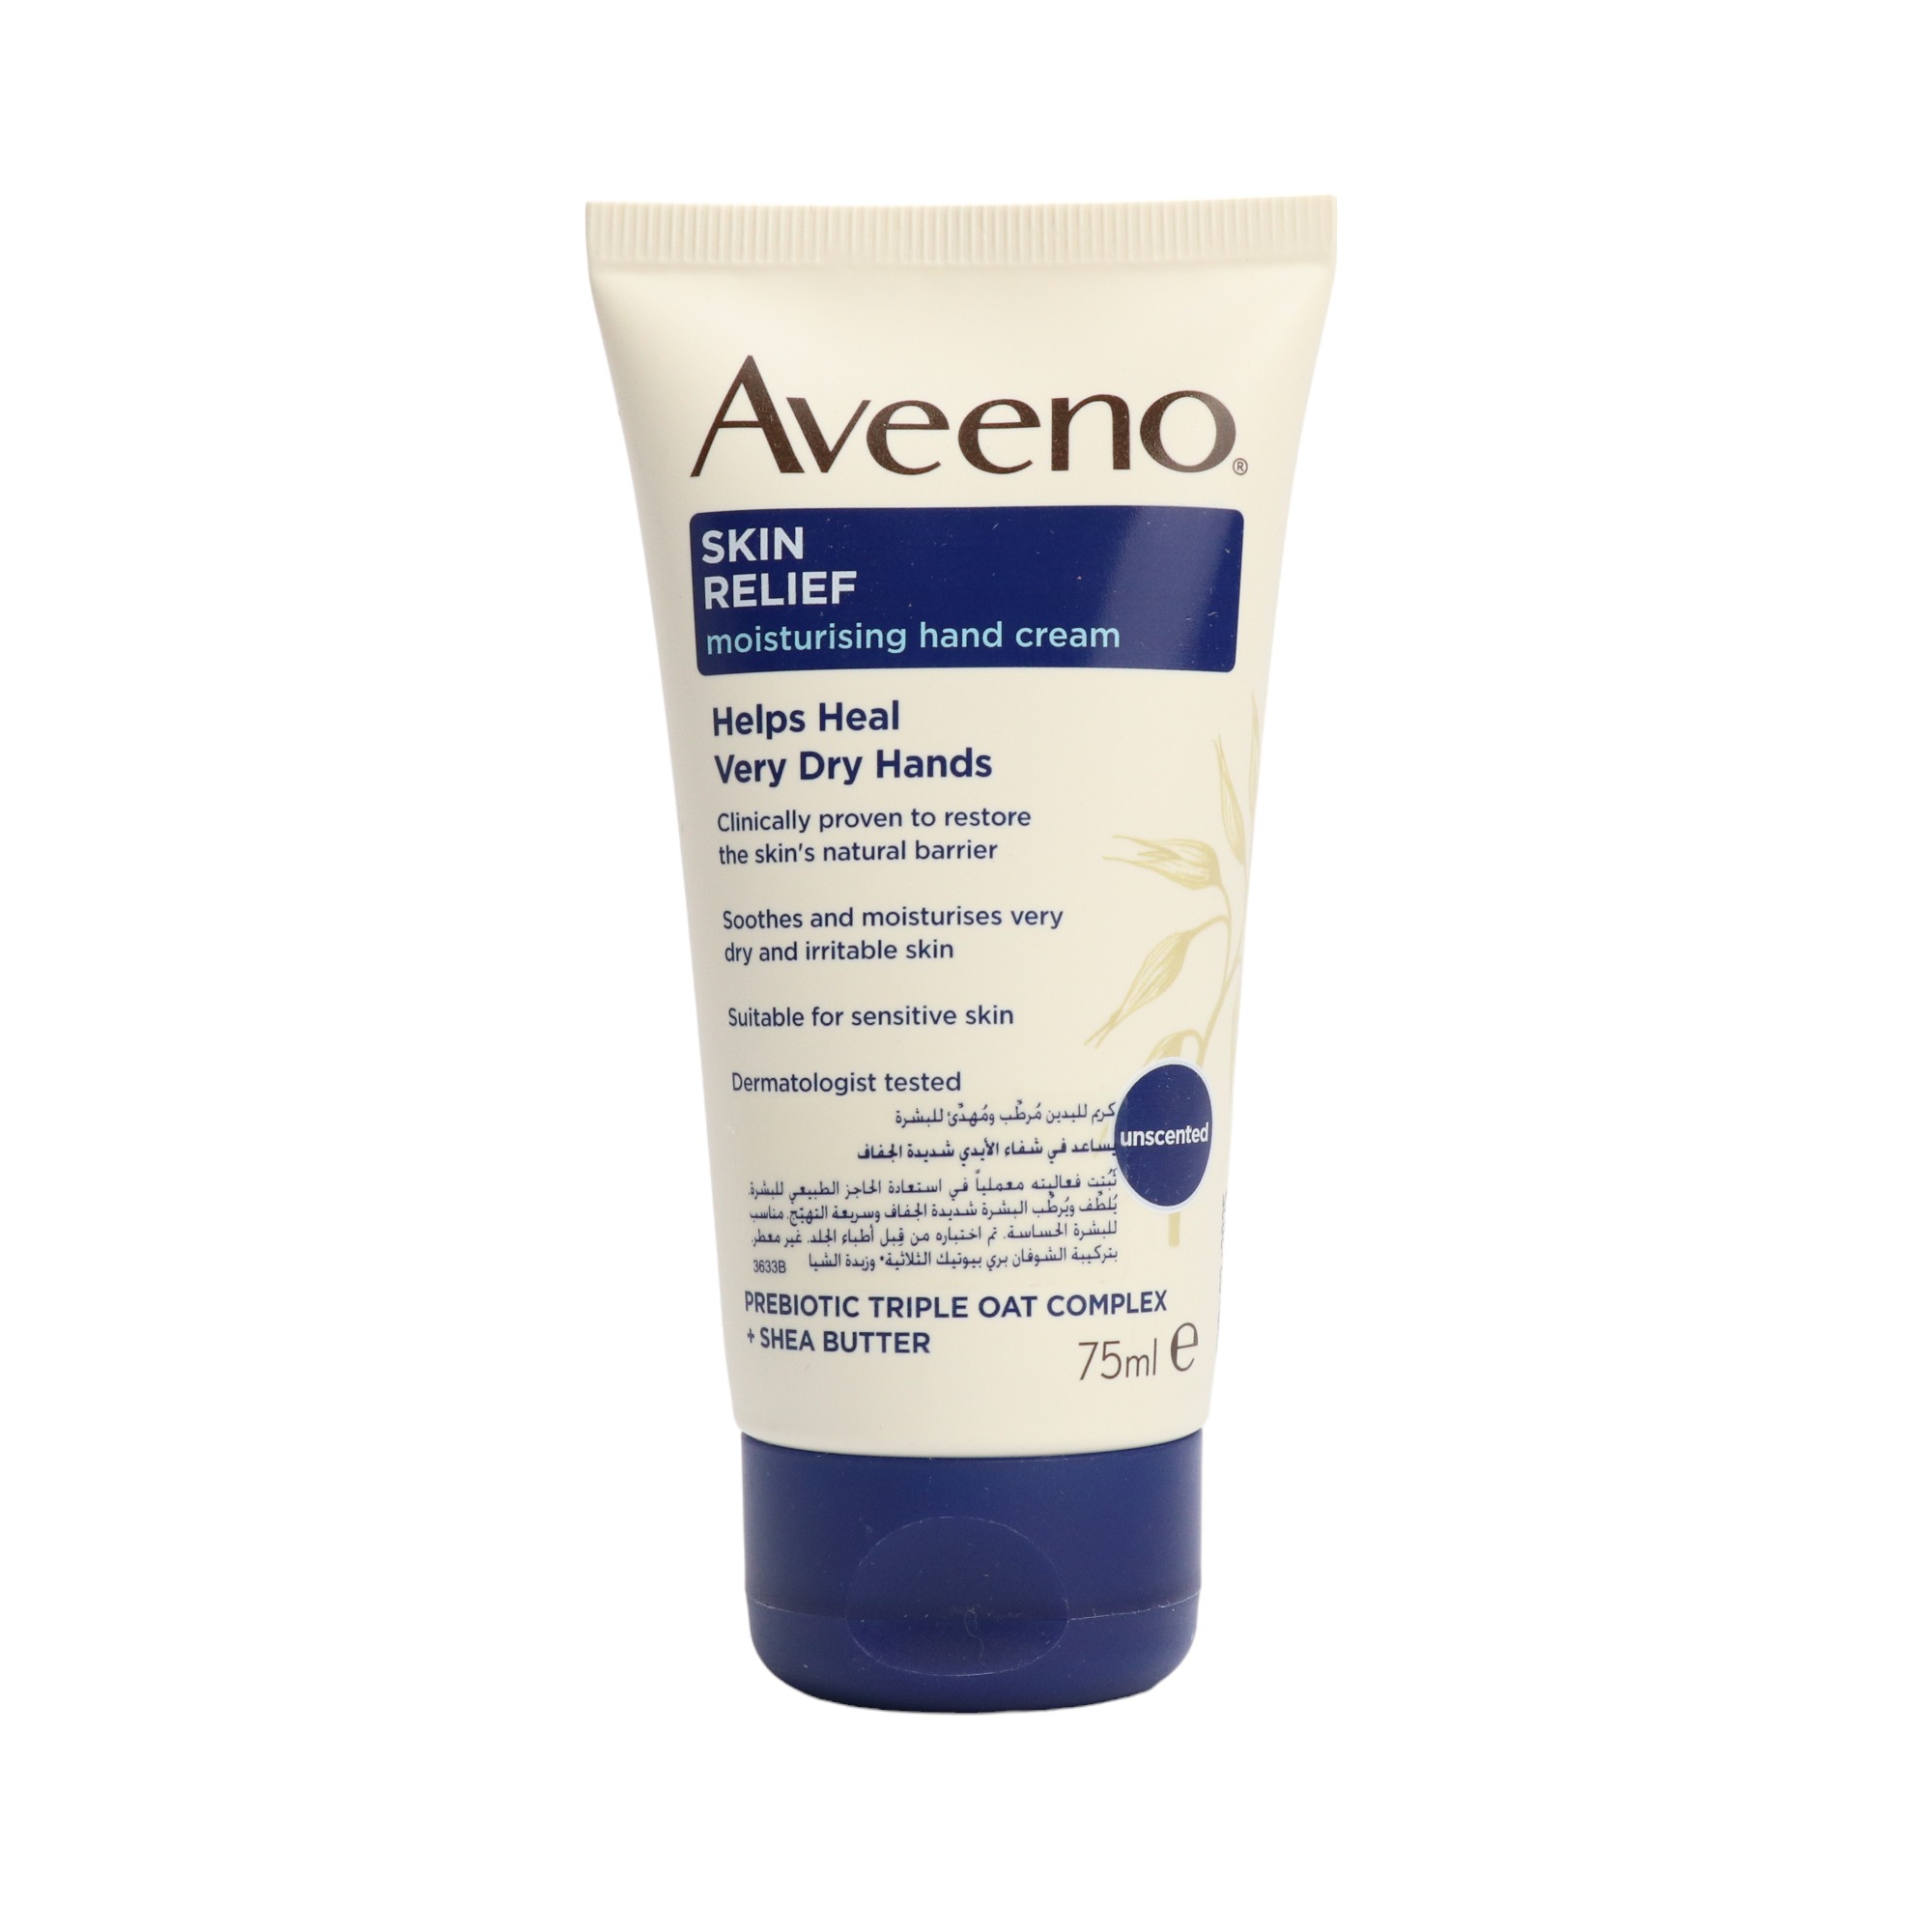 Aveeno®
SKIN
RELIEF
moisturising hand cream
Helps Heal
Very Dry Hands
Clinically proven to restore
the skin's natural barrier
Soothes and moisturises very
dry and irritable skin
Suitable for sensitive skin
Dermatologist tested
كريم لليدين مُرطِّب ومُهدِّئ للبشرة
يساعد في شفاء الأيدي شديدة الجفاف
unscented
ثَبُتت فعاليته معملياً في استعادة الحاجز الطبيعي للبشرة.
يُلطِّف ويُرطِّب البشرة شديدة الجفاف وسريعة التهيّج. مناسب
للبشرة الحساسة. تم اختباره من قِبل أطباء الجلد. غير معطر.
بتركيبة الشوفان بري بيوتيك الثلاثية* وزبدة الشيا
3633B
PREBIOTIC TRIPLE OAT COMPLEX
+ SHEA BUTTER
75ml e